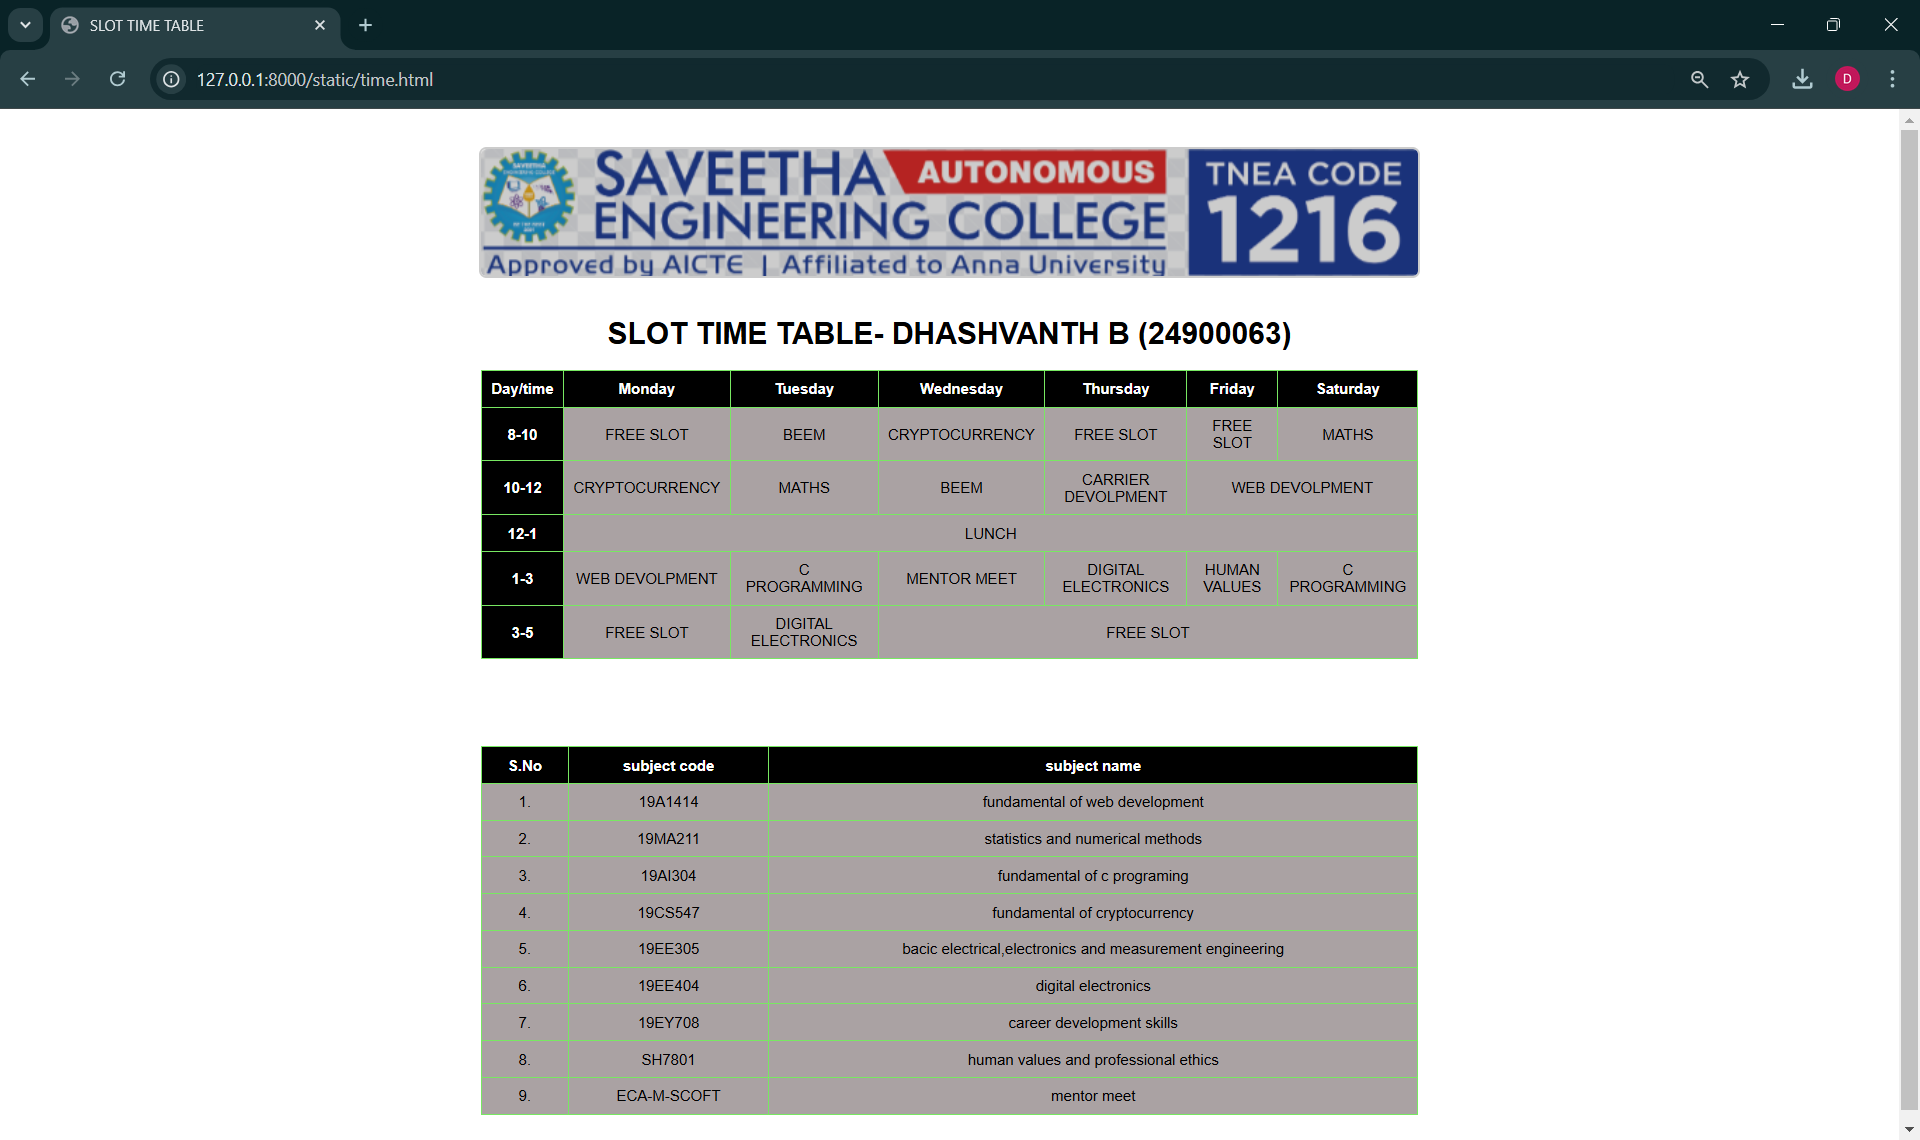 SLOT TIME TABLE
127.0.0.1:8000/static/time.html
D
SAVEETHA AUTONOMOUS
ENGINEERING COLLEGE
Approved by AICTE | Affiliated to Anna University
TNEA CODE
1216
SLOT TIME TABLE- DHASHVANTH B (24900063)
Day/time Monday Tuesday Wednesday Thursday Friday Saturday
8-10 FREE SLOT BEEM CRYPTOCURRENCY FREE SLOT FREE SLOT MATHS
10-12 CRYPTOCURRENCY MATHS BEEM CARRIER DEVOLPMENT WEB DEVOLPMENT
12-1 LUNCH
1-3 WEB DEVOLPMENT C PROGRAMMING MENTOR MEET DIGITAL ELECTRONICS HUMAN VALUES C PROGRAMMING
3-5 FREE SLOT DIGITAL ELECTRONICS FREE SLOT
S.No subject code subject name
1. 19A1414 fundamental of web development
2. 19MA211 statistics and numerical methods
3. 19AI304 fundamental of c programing
4. 19CS547 fundamental of cryptocurrency
5. 19EE305 bacic electrical,electronics and measurement engineering
6. 19EE404 digital electronics
7. 19EY708 career development skills
8. SH7801 human values and professional ethics
9. ECA-M-SCOFT mentor meet